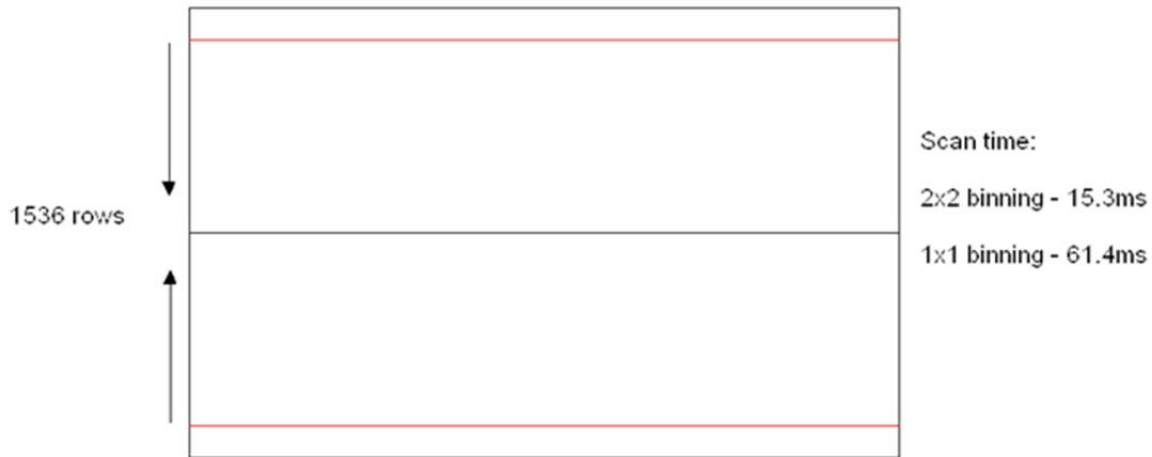 Scan time:
2x2 binning - 15.3ms
1536 rows
1x1 binning - 61.4ms